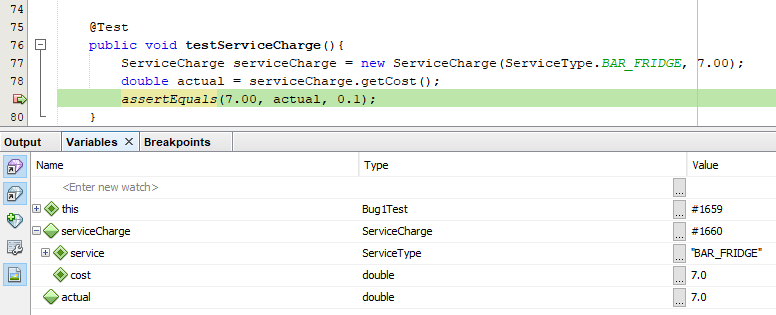 74
75 @Test
76 public void testServiceCharge(){
77 ServiceCharge serviceCharge = new ServiceCharge(ServiceType.BAR_FRIDGE, 7.00);
78 double actual = serviceCharge.getCost();
assertEquals(7.00, actual, 0.1);
80 }
Output Variables × Breakpoints
Name Type Value
<Enter new watch> ...
this Bug1Test ... #1659
serviceCharge ServiceCharge ... #1660
service ServiceType ... "BAR_FRIDGE"
cost double ... 7.0
actual double ... 7.0